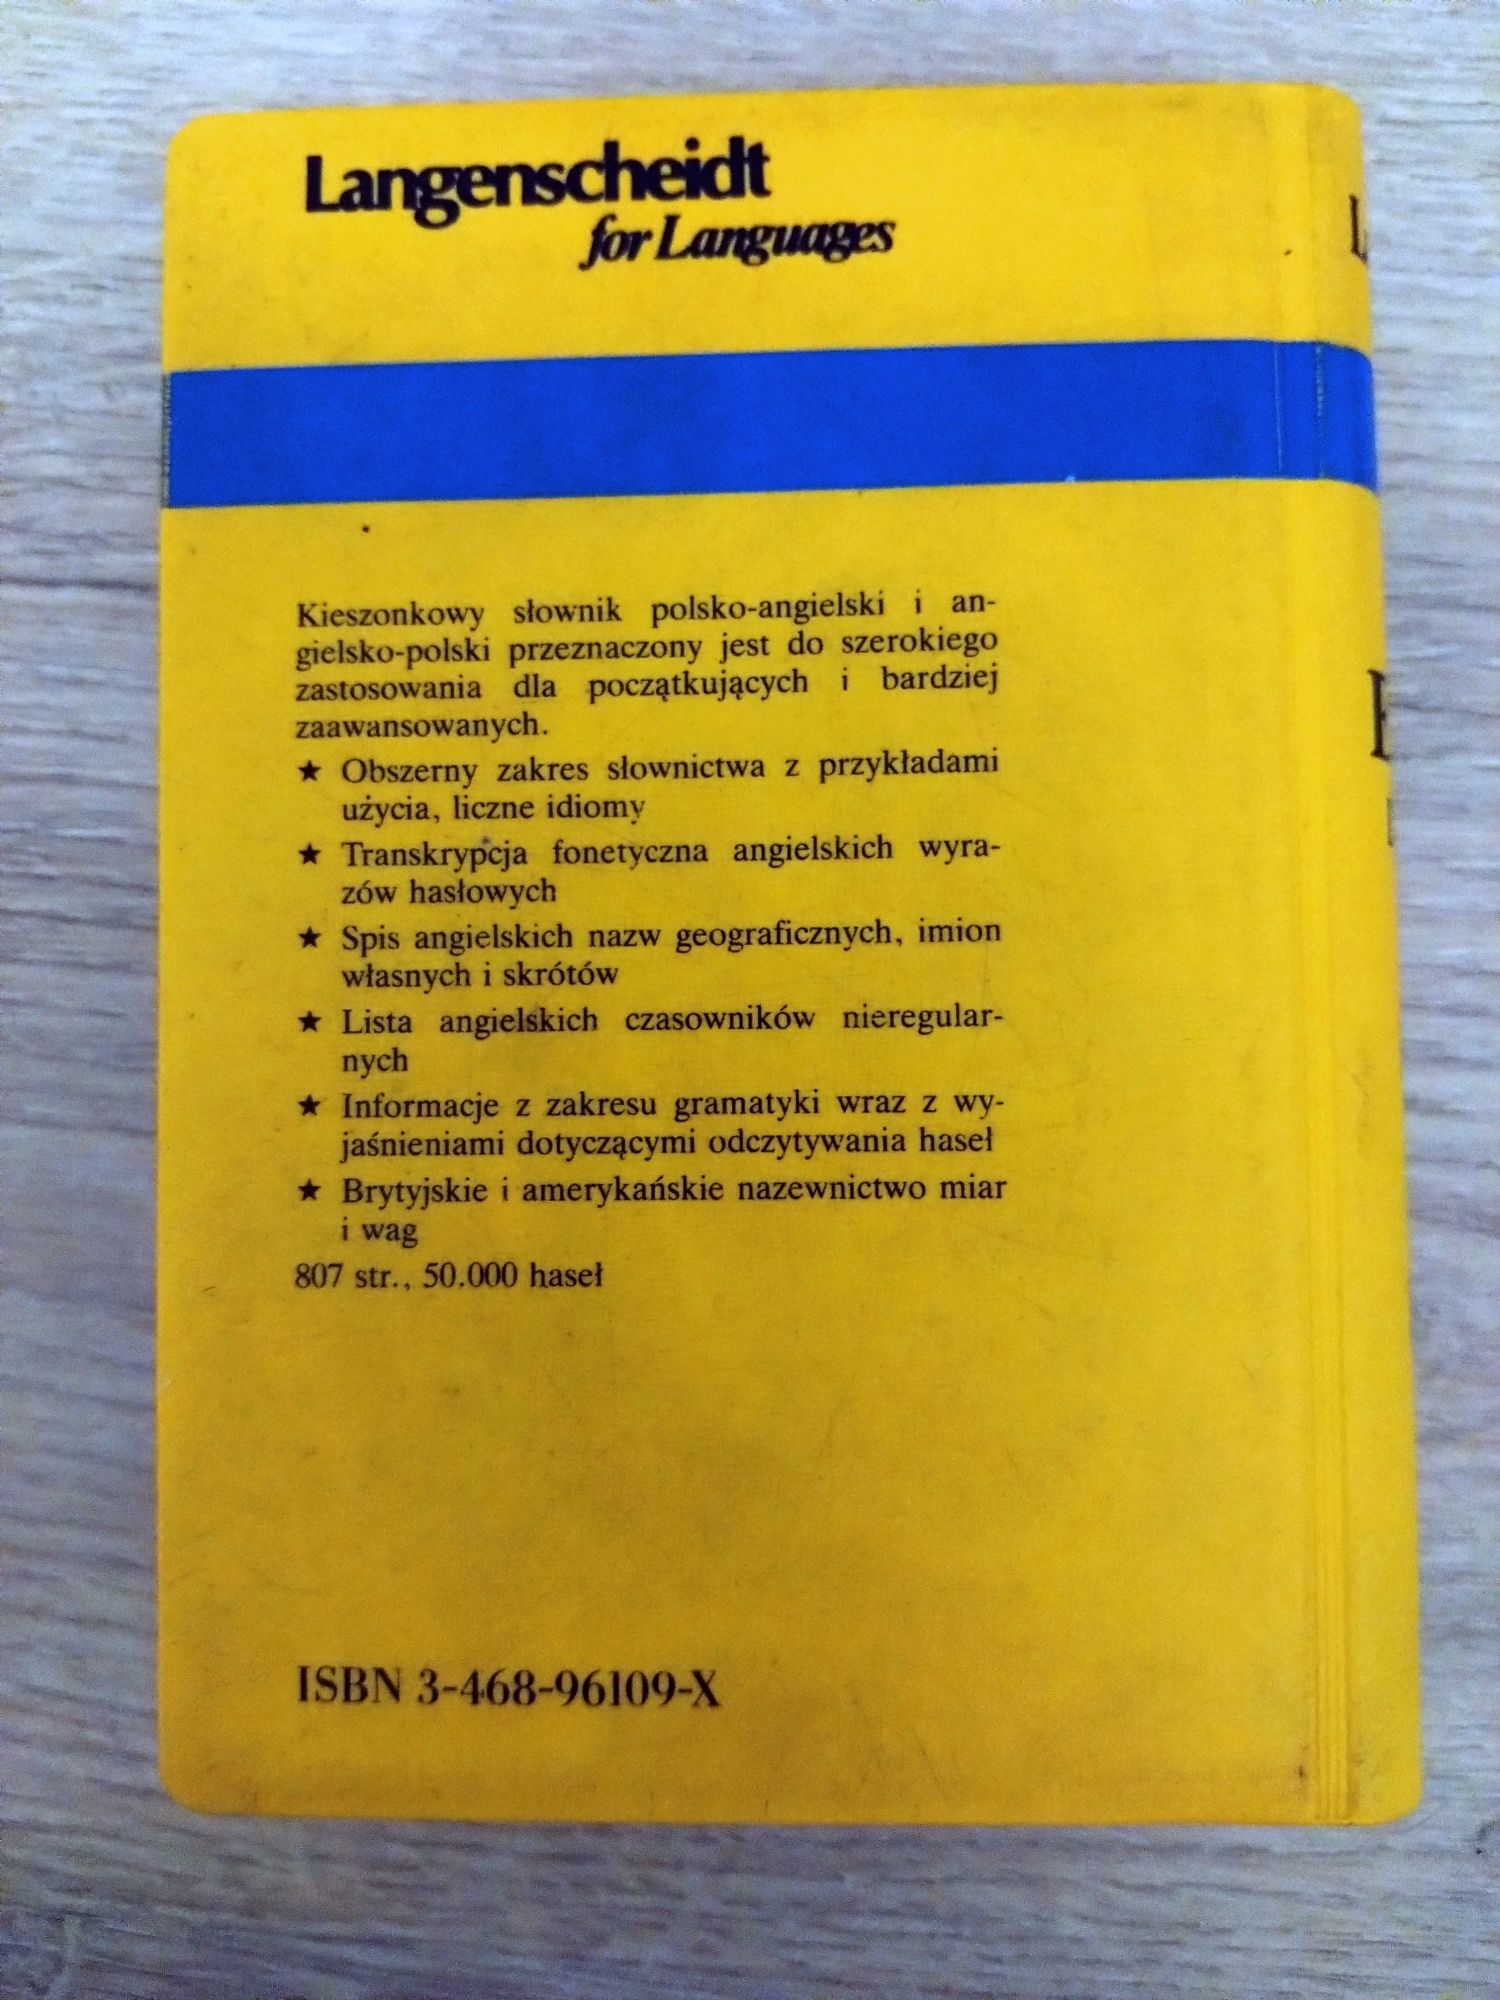 Langenscheidt
for Languages
Kieszonkowy słownik polsko-angielski i an-
gielsko-polski przeznaczony jest do szerokiego
zastosowania dla początkujących i bardziej
zaawansowanych.
★ Obszerny zakres słownictwa z przykładami
użycia, liczne idiomy
★ Transkrypcja fonetyczna angielskich wyra-
zów hasłowych
★ Spis angielskich nazw geograficznych, imion
własnych i skrótów
★ Lista angielskich czasowników nieregular-
nych
★ Informacje z zakresu gramatyki wraz z wy-
jaśnieniami dotyczącymi odczytywania haseł
★ Brytyjskie i amerykańskie nazewnictwo miar
i wag
807 str., 50.000 haseł
ISBN 3-468-96109-X